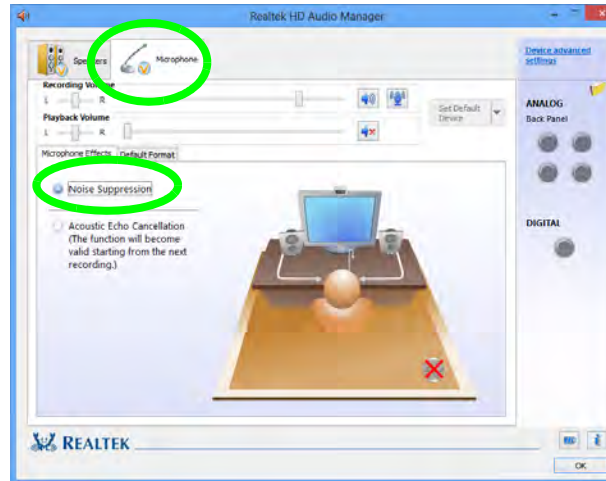 Realtek HD Audio Manager
Speakers
Microphone
Device advanced
settings
Recording Volume
L
R
Set Default
Device
Playback Volume
L
R
Microphone Effects
Default Format
Noise Suppression
Acoustic Echo Cancellation
(The function will become
valid starting from the next
recording.)
ANALOG
Back Panel
DIGITAL
REALTEK
i
OK